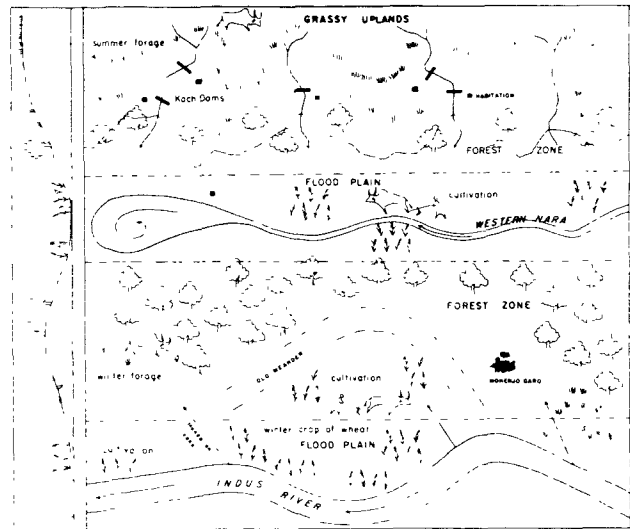 GRASSY UPLANDS
summer forage
Kach Dams
HABITATION
FOREST ZONE
FLOOD PLAIN
cultivation
WESTERN NARA
FOREST ZONE
OLD MEANDER
MOHENJO DARO
winter forage
cultivation
winter crop of wheat
cultivation
FLOOD PLAIN
INDUS RIVER